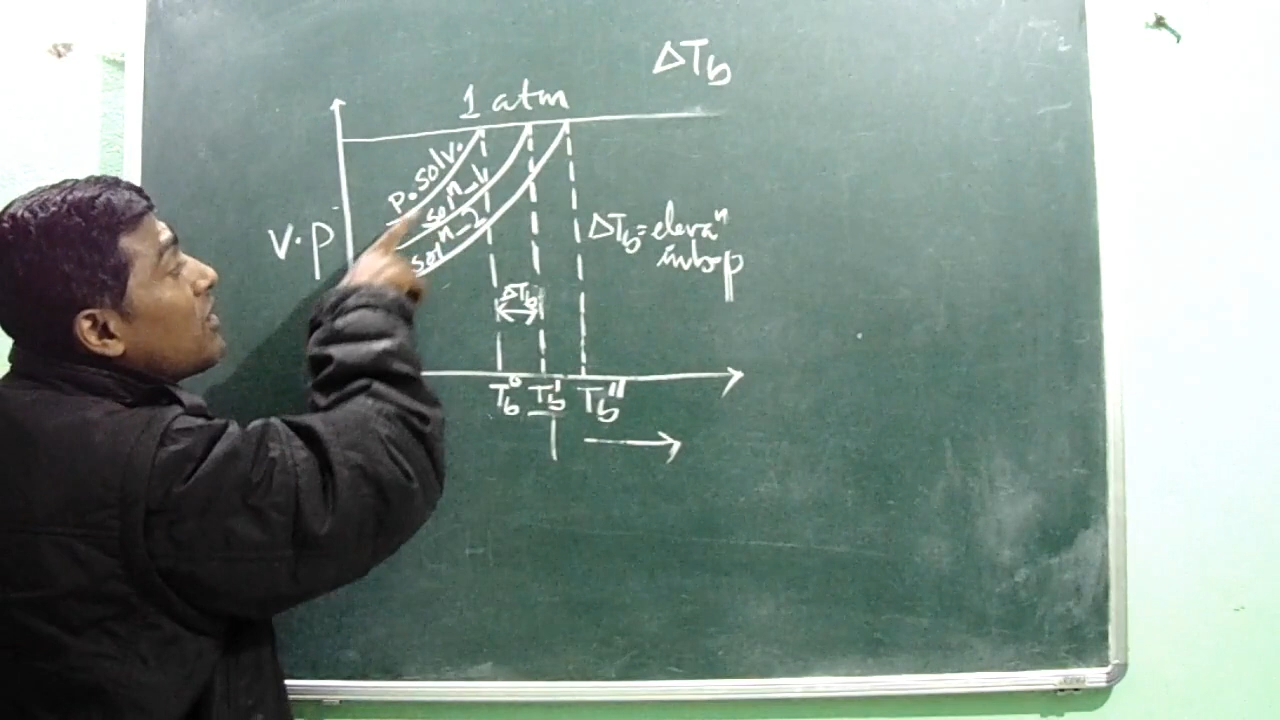 ΔTb
1 atm
P. solv.
solⁿ-1
solⁿ-2
V.P
ΔTb = elevaⁿ
in b.p
ΔTb
Tb° Tb' Tb"